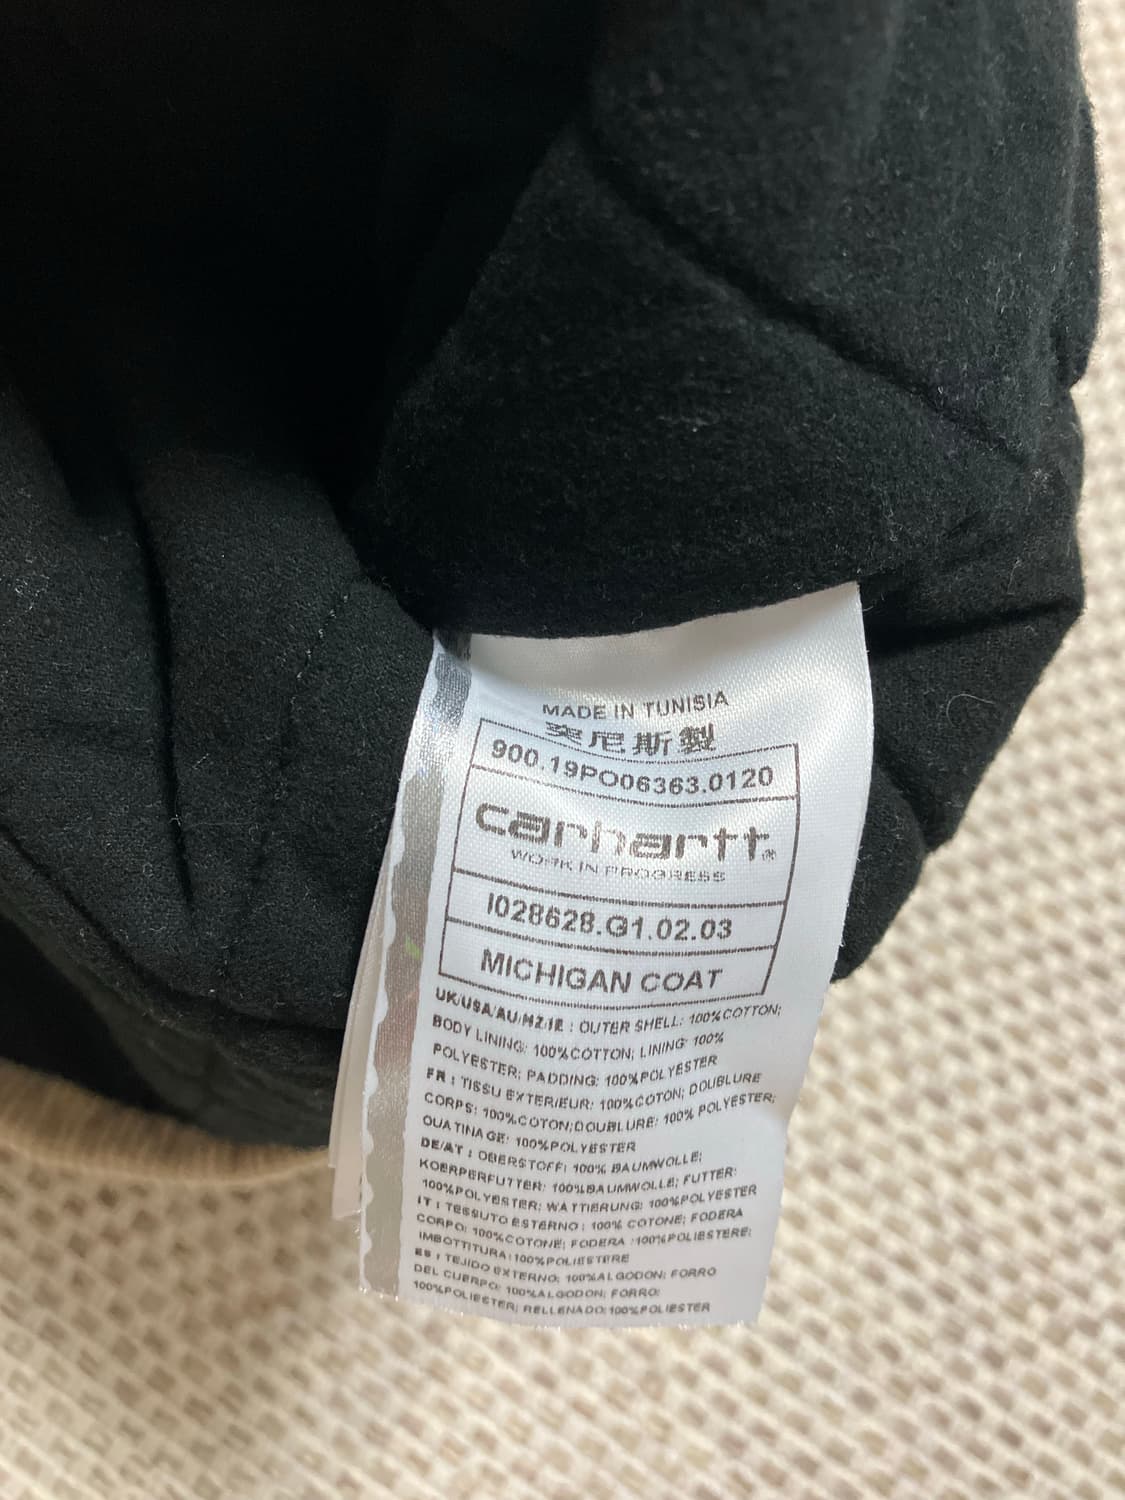 MADE IN TUNISIA
突尼斯製
900.19PO06363.0120
carhartt®
WORK IN PROGRESS
I028628.G1.02.03
MICHIGAN COAT
UK/USA/AU/NZ/IE : OUTER SHELL: 100%COTTON;
BODY LINING: 100%COTTON; LINING: 100%
POLYESTER; PADDING: 100%POLYESTER
FR : TISSU EXTERIEUR: 100%COTON; DOUBLURE
CORPS: 100%COTON;DOUBLURE: 100% POLYESTER;
OUATINAGE: 100%POLYESTER
DE/AT : OBERSTOFF: 100% BAUMWOLLE;
KOERPERFUTTER: 100%BAUMWOLLE; FUTTER:
100%POLYESTER; WATTIERUNG: 100%POLYESTER
IT : TESSUTO ESTERNO : 100% COTONE; FODERA
CORPO: 100%COTONE; FODERA :100%POLIESTERE;
IMBOTTITURA:100%POLIESTERE
ES : TEJIDO EXTERNO: 100%ALGODON; FORRO
DEL CUERPO: 100%ALGODON; FORRO:
100%POLIESTER; RELLENADO:100%POLIESTER